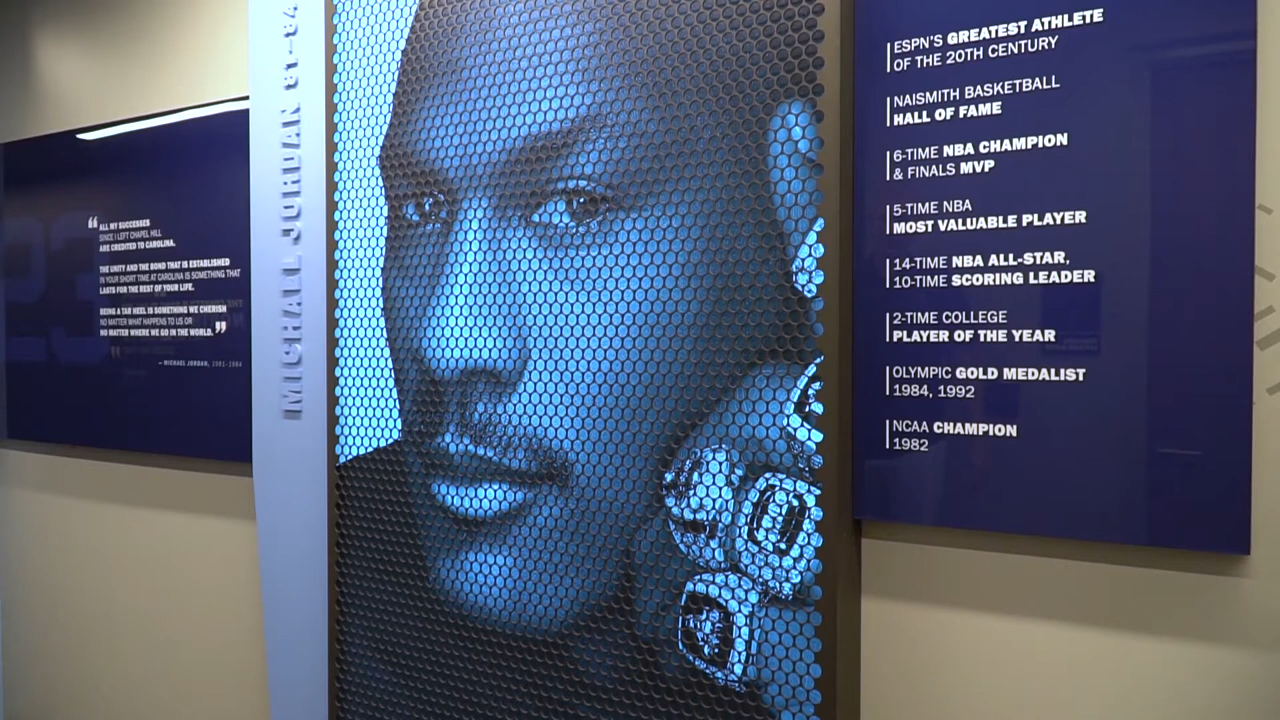 23
❝ ALL MY SUCCESSES
SINCE I LEFT CHAPEL HILL
ARE CREDITED TO CAROLINA.
THE UNITY AND THE BOND THAT IS ESTABLISHED
IN YOUR SHORT TIME AT CAROLINA IS SOMETHING THAT
LASTS FOR THE REST OF YOUR LIFE.
BEING A TAR HEEL IS SOMETHING WE CHERISH
NO MATTER WHAT HAPPENS TO US OR
NO MATTER WHERE WE GO IN THE WORLD. ❞
— MICHAEL JORDAN, 1981-1984
MICHAEL JORDAN 81–84
ESPN'S GREATEST ATHLETE
OF THE 20TH CENTURY
NAISMITH BASKETBALL
HALL OF FAME
6-TIME NBA CHAMPION
& FINALS MVP
5-TIME NBA
MOST VALUABLE PLAYER
14-TIME NBA ALL-STAR,
10-TIME SCORING LEADER
2-TIME COLLEGE
PLAYER OF THE YEAR
OLYMPIC GOLD MEDALIST
1984, 1992
NCAA CHAMPION
1982